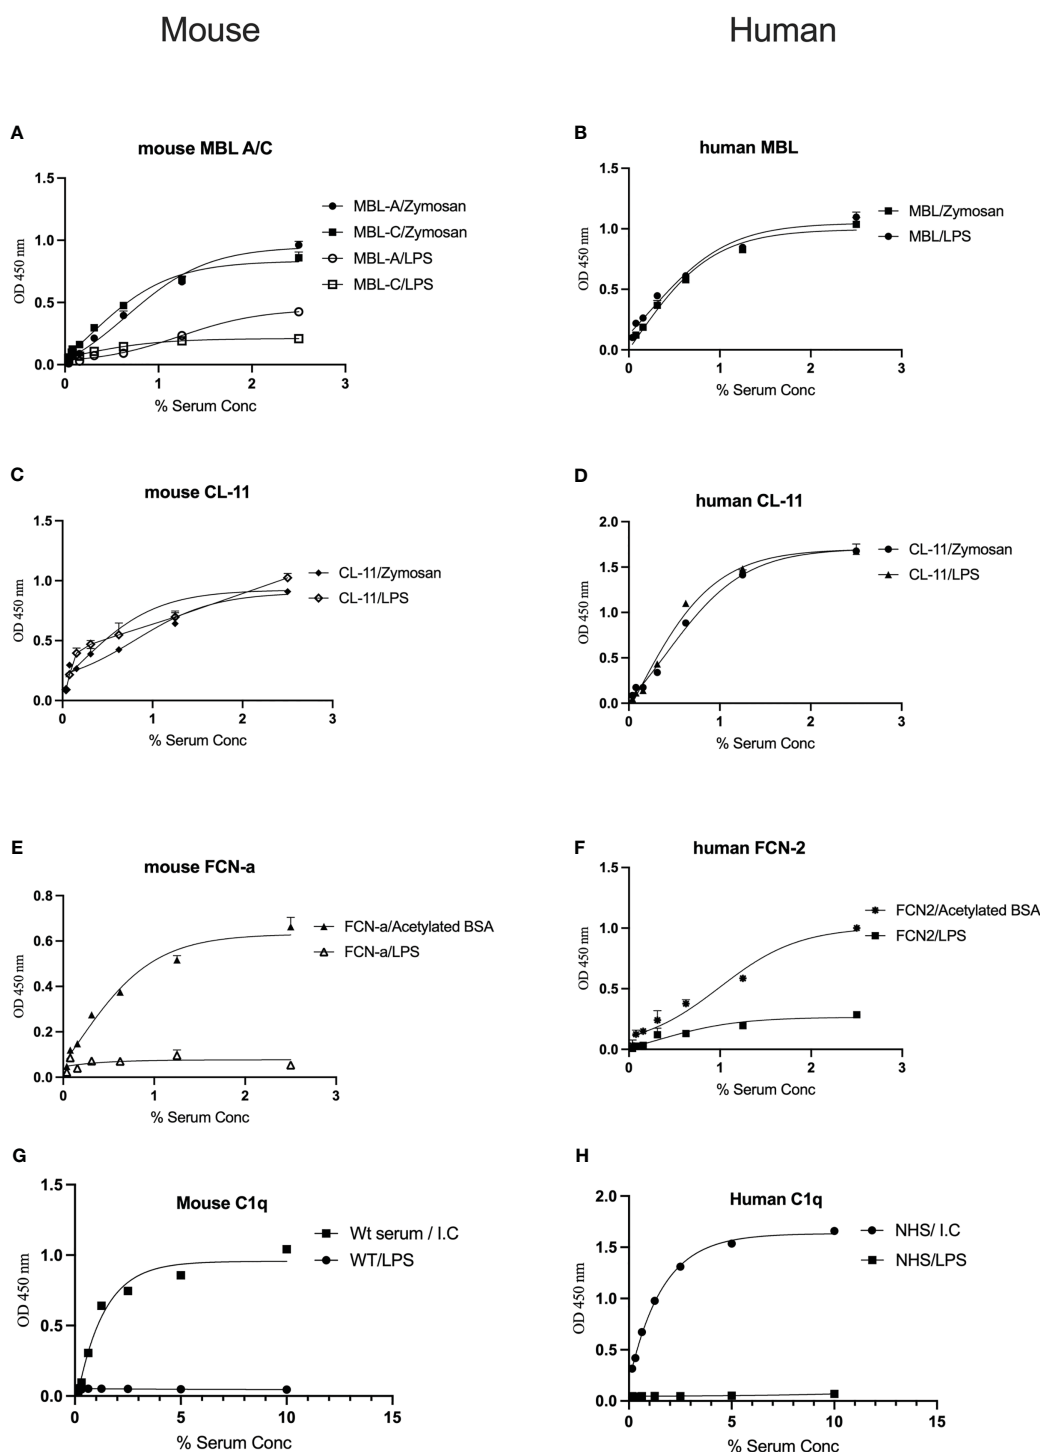 Mouse
Human
A
mouse MBL A/C
OD 450 nm
1.5
1.0
0.5
0.0
0 1 2 3
% Serum Conc
MBL-A/Zymosan
MBL-C/Zymosan
MBL-A/LPS
MBL-C/LPS
B
human MBL
OD 450 nm
1.5
1.0
0.5
0.0
0 1 2 3
% Serum Conc
MBL/Zymosan
MBL/LPS
C
mouse CL-11
OD 450 nm
1.5
1.0
0.5
0.0
0 1 2 3
% Serum Conc
CL-11/Zymosan
CL-11/LPS
D
human CL-11
OD 450 nm
2.0
1.5
1.0
0.5
0.0
0 1 2 3
% Serum Conc
CL-11/Zymosan
CL-11/LPS
E
mouse FCN-a
OD 450 nm
0.8
0.6
0.4
0.2
0.0
0 1 2 3
% Serum Conc
FCN-a/Acetylated BSA
FCN-a/LPS
F
human FCN-2
OD 450 nm
1.5
1.0
0.5
0.0
0 1 2 3
% Serum Conc
FCN2/Acetylated BSA
FCN2/LPS
G
Mouse C1q
OD 450 nm
1.5
1.0
0.5
0.0
0 5 10 15
% Serum Conc
Wt serum / I.C
WT/LPS
H
Human C1q
OD 450 nm
2.0
1.5
1.0
0.5
0.0
0 5 10 15
% Serum Conc
NHS/ I.C
NHS/LPS